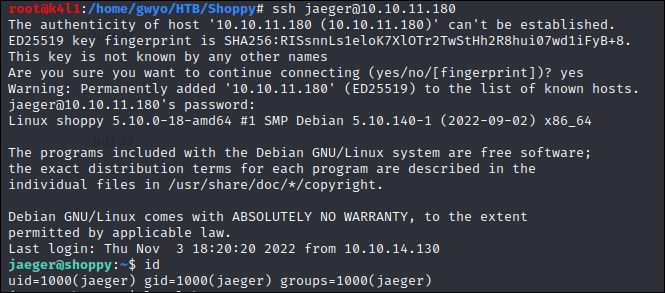 root@k4l1:/home/gwyo/HTB/Shoppy# ssh jaeger@10.10.11.180
The authenticity of host '10.10.11.180 (10.10.11.180)' can't be established.
ED25519 key fingerprint is SHA256:RISsnnLs1eloK7XlOTr2TwStHh2R8hui07wd1iFyB+8.
This key is not known by any other names
Are you sure you want to continue connecting (yes/no/[fingerprint])? yes
Warning: Permanently added '10.10.11.180' (ED25519) to the list of known hosts.
jaeger@10.10.11.180's password:
Linux shoppy 5.10.0-18-amd64 #1 SMP Debian 5.10.140-1 (2022-09-02) x86_64
July 23
The programs included with the Debian GNU/Linux system are free software;
the exact distribution terms for each program are described in the
individual files in /usr/share/doc/*/copyright.
Debian GNU/Linux comes with ABSOLUTELY NO WARRANTY, to the extent
permitted by applicable law.
Last login: Thu Nov  3 18:20:20 2022 from 10.10.14.130
jaeger@shoppy:~$ id
uid=1000(jaeger) gid=1000(jaeger) groups=1000(jaeger)